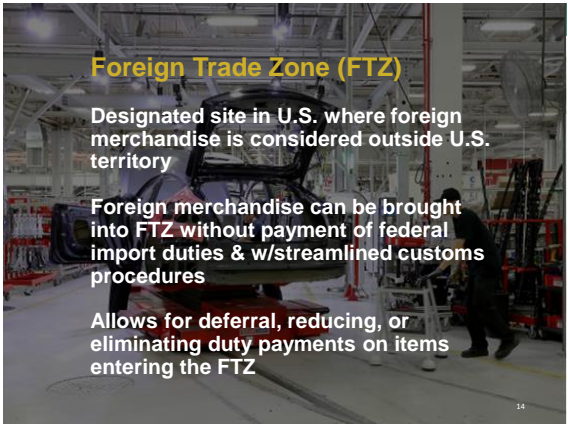 Foreign Trade Zone (FTZ)
Designated site in U.S. where foreign
merchandise is considered outside U.S.
territory
Foreign merchandise can be brought
into FTZ without payment of federal
import duties & w/streamlined customs
procedures
Allows for deferral, reducing, or
eliminating duty payments on items
entering the FTZ
14